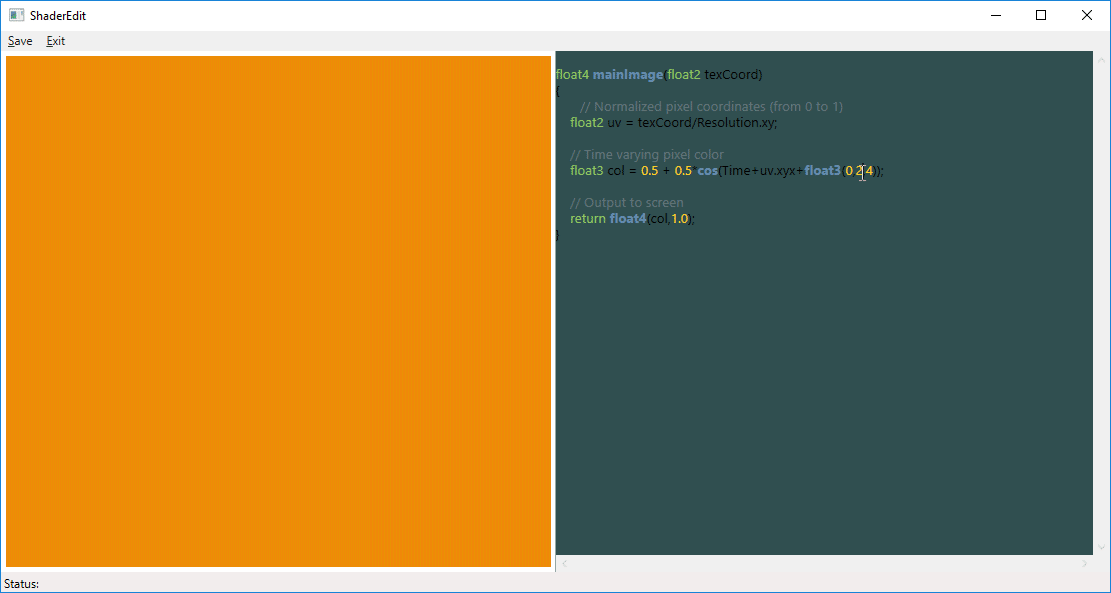 ShaderEdit
Save Exit
float4 mainImage(float2 texCoord)
{
// Normalized pixel coordinates (from 0 to 1)
float2 uv = texCoord/Resolution.xy;
// Time varying pixel color
float3 col = 0.5 + 0.5*cos(Time+uv.xyx+float3(0,2,4));
// Output to screen
return float4(col,1.0);
}
Status: